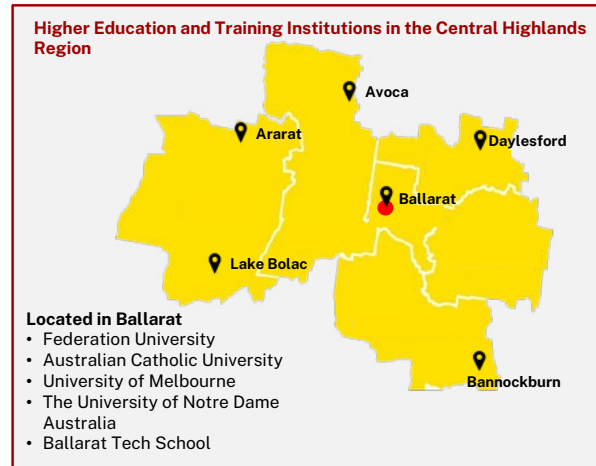 Higher Education and Training Institutions in the Central Highlands
Region
Avoca
Ararat
Daylesford
Ballarat
Lake Bolac
Located in Ballarat
• Federation University
• Australian Catholic University
• University of Melbourne
• The University of Notre Dame
Australia
• Ballarat Tech School
Bannockburn